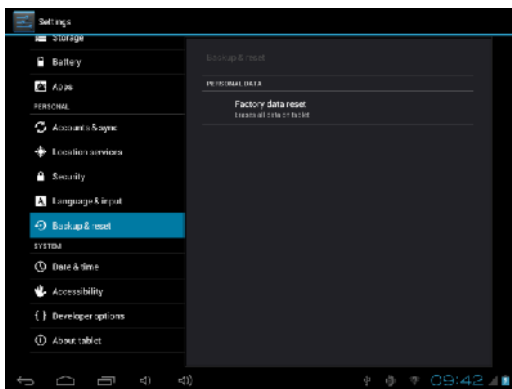 Settings
Storage
Battery
Apps
PERSONAL
Accounts & sync
Location services
Security
Language & input
Backup & reset
SYSTEM
Date & time
Accessibility
Developer options
About tablet
Backup & reset
PERSONAL DATA
Factory data reset
Erases all data on tablet
09:42